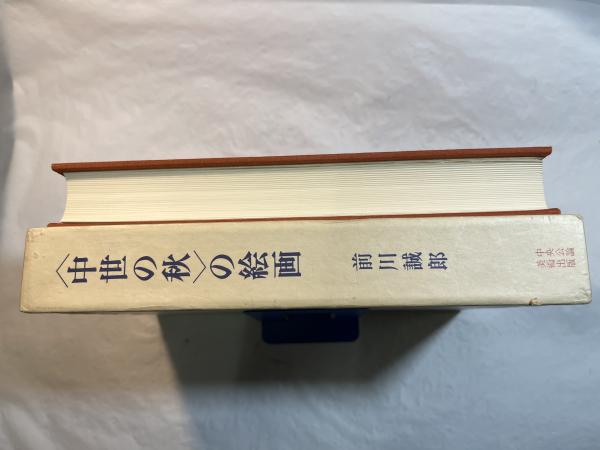 〈中世の秋〉の絵画
前川誠郎
中央公論
美術出版